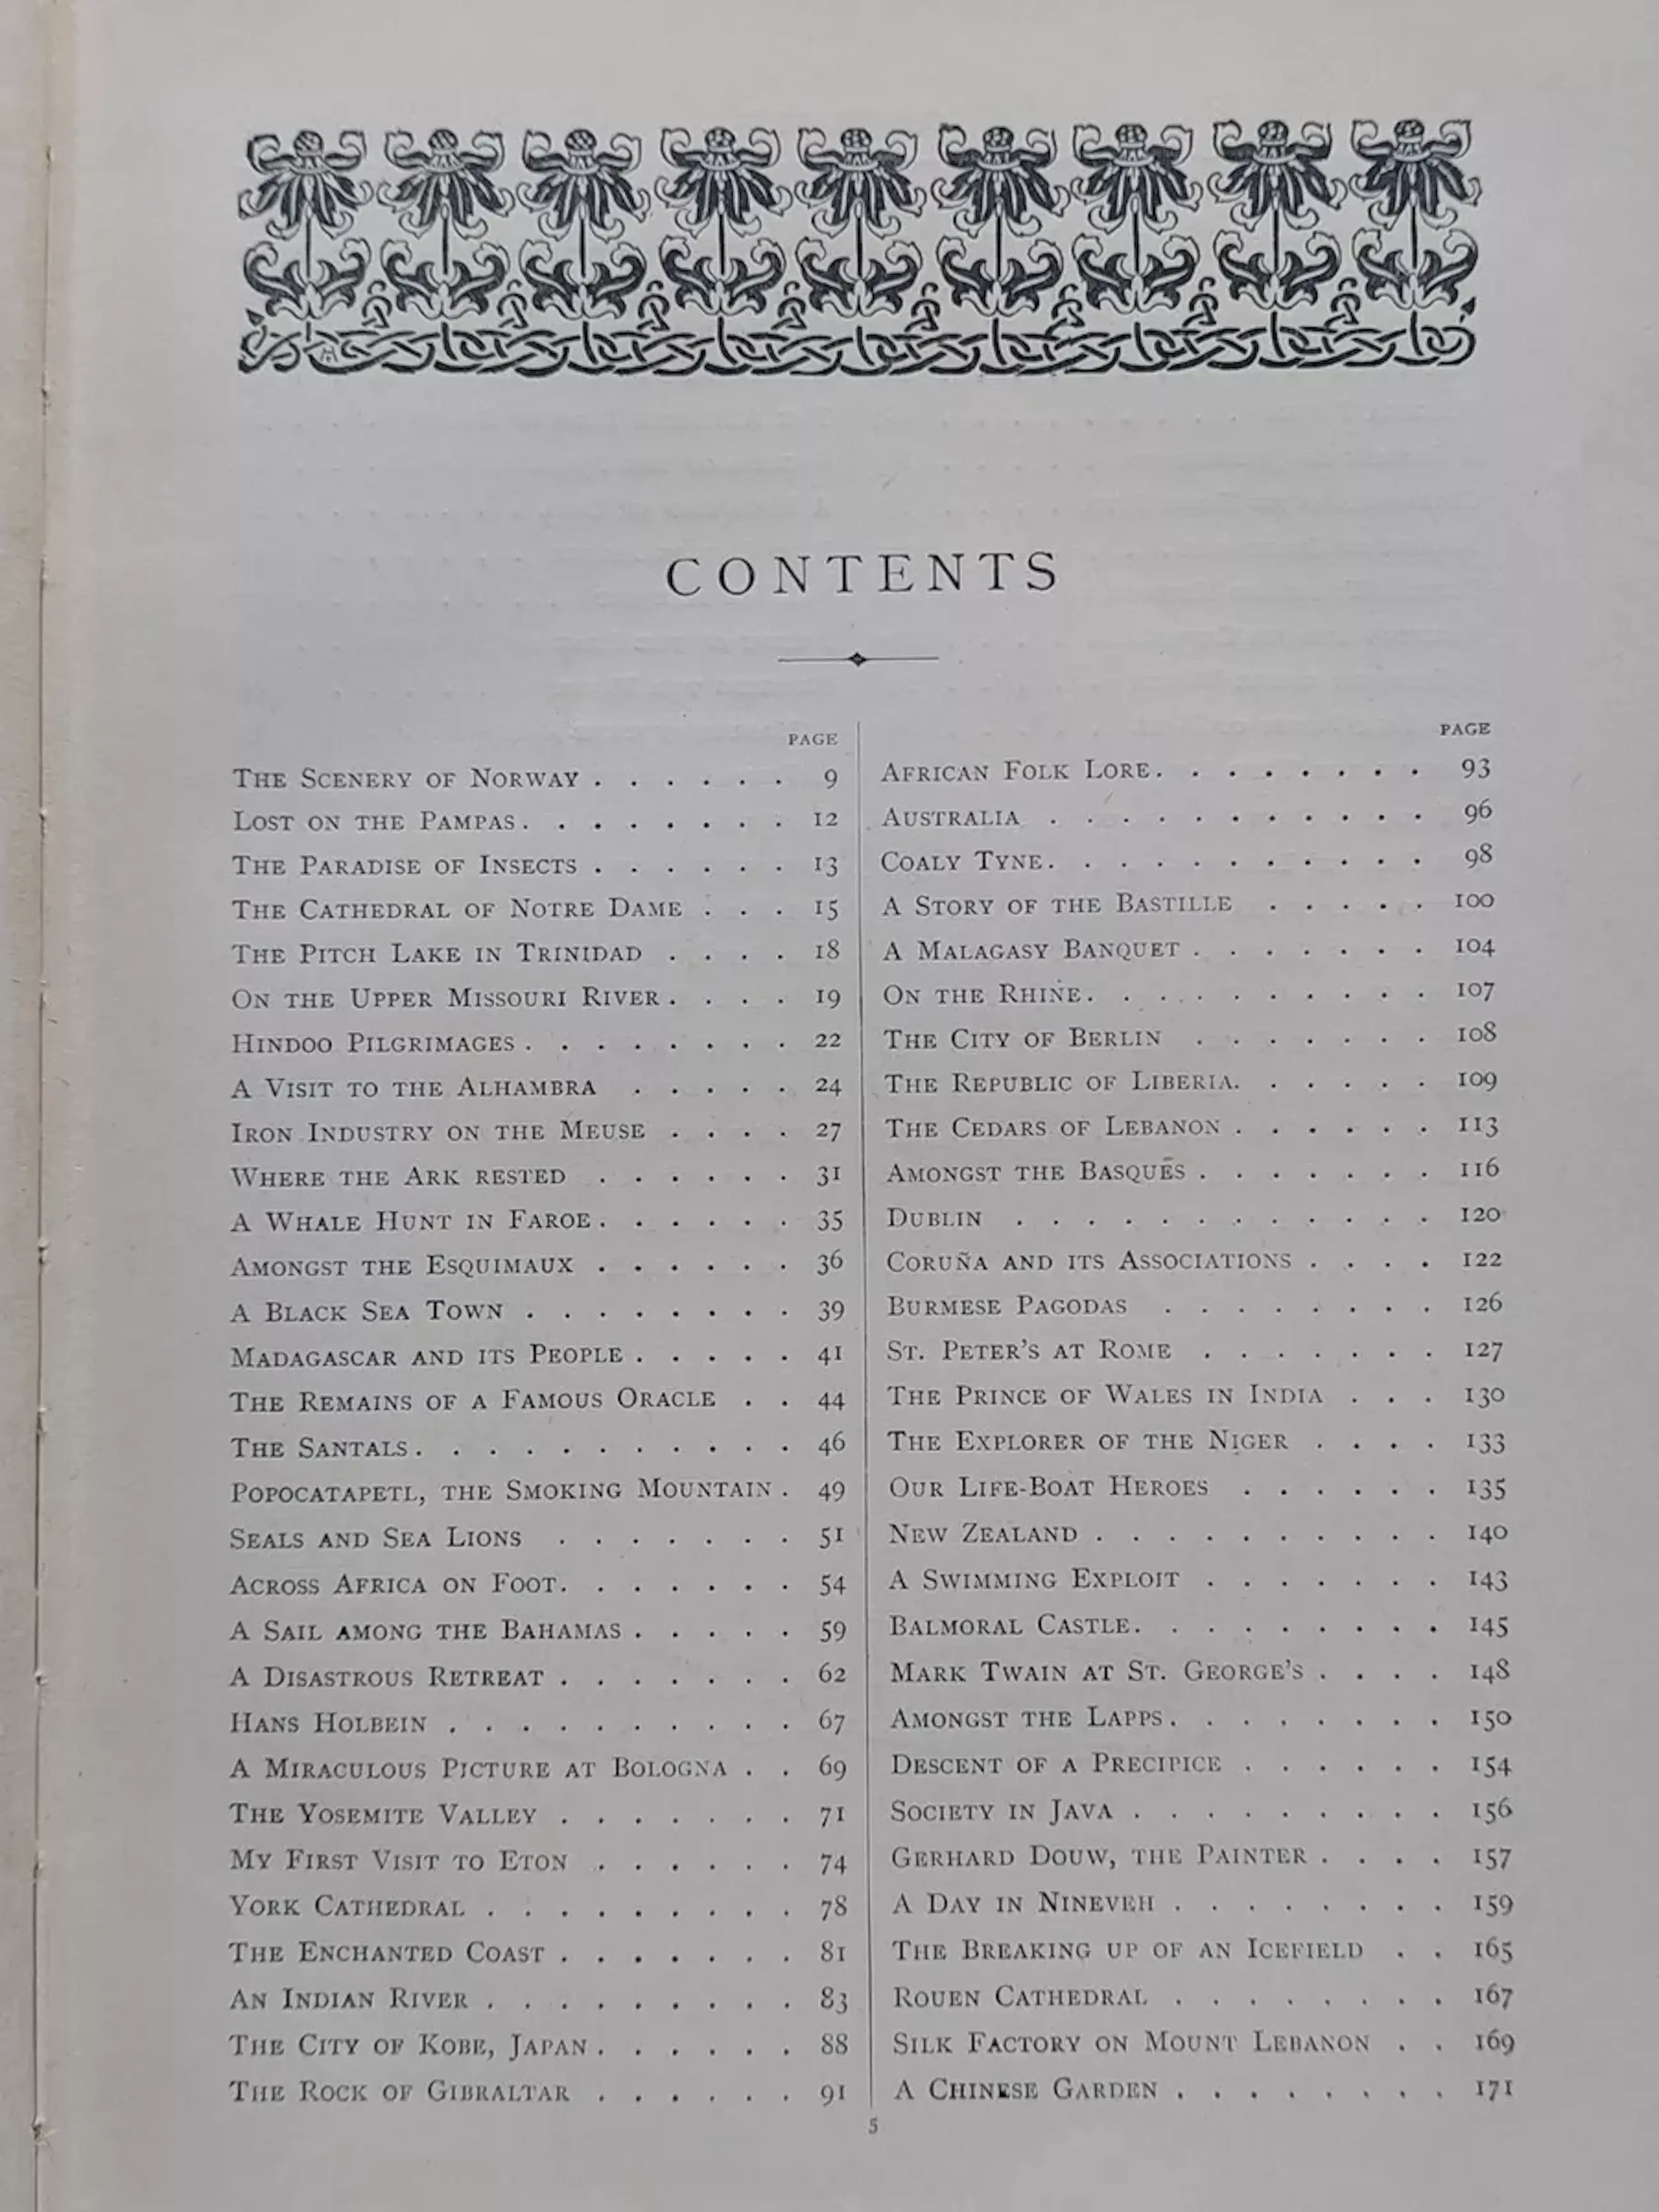 CONTENTS
PAGE
THE SCENERY OF NORWAY . . . . . . 9
LOST ON THE PAMPAS . . . . . . . . 12
THE PARADISE OF INSECTS . . . . . . 13
THE CATHEDRAL OF NOTRE DAME . . . 15
THE PITCH LAKE IN TRINIDAD . . . . 18
ON THE UPPER MISSOURI RIVER . . . . 19
HINDOO PILGRIMAGES . . . . . . . . 22
A VISIT TO THE ALHAMBRA . . . . . 24
IRON INDUSTRY ON THE MEUSE . . . . 27
WHERE THE ARK RESTED . . . . . . 31
A WHALE HUNT IN FAROE . . . . . . 35
AMONGST THE ESQUIMAUX . . . . . . 36
A BLACK SEA TOWN . . . . . . . . 39
MADAGASCAR AND ITS PEOPLE . . . . . 41
THE REMAINS OF A FAMOUS ORACLE . . 44
THE SANTALS . . . . . . . . . . . 46
POPOCATAPETL, THE SMOKING MOUNTAIN . 49
SEALS AND SEA LIONS . . . . . . . 51
ACROSS AFRICA ON FOOT . . . . . . . 54
A SAIL AMONG THE BAHAMAS . . . . . 59
A DISASTROUS RETREAT . . . . . . . 62
HANS HOLBEIN . . . . . . . . . . 67
A MIRACULOUS PICTURE AT BOLOGNA . . 69
THE YOSEMITE VALLEY . . . . . . . 71
MY FIRST VISIT TO ETON . . . . . . 74
YORK CATHEDRAL . . . . . . . . . 78
THE ENCHANTED COAST . . . . . . . 81
AN INDIAN RIVER . . . . . . . . . 83
THE CITY OF KOBE, JAPAN . . . . . . 88
THE ROCK OF GIBRALTAR . . . . . . 91
PAGE
AFRICAN FOLK LORE . . . . . . . . 93
AUSTRALIA . . . . . . . . . . . 96
COALY TYNE . . . . . . . . . . . 98
A STORY OF THE BASTILLE . . . . . 100
A MALAGASY BANQUET . . . . . . . 104
ON THE RHINE . . . . . . . . . . 107
THE CITY OF BERLIN . . . . . . . 108
THE REPUBLIC OF LIBERIA . . . . . . 109
THE CEDARS OF LEBANON . . . . . . 113
AMONGST THE BASQUES . . . . . . . 116
DUBLIN . . . . . . . . . . . . 120
CORUÑA AND ITS ASSOCIATIONS . . . . 122
BURMESE PAGODAS . . . . . . . . 126
ST. PETER'S AT ROME . . . . . . . 127
THE PRINCE OF WALES IN INDIA . . . 130
THE EXPLORER OF THE NIGER . . . . 133
OUR LIFE-BOAT HEROES . . . . . . 135
NEW ZEALAND . . . . . . . . . . 140
A SWIMMING EXPLOIT . . . . . . . 143
BALMORAL CASTLE . . . . . . . . . 145
MARK TWAIN AT ST. GEORGE'S . . . . 148
AMONGST THE LAPPS . . . . . . . . 150
DESCENT OF A PRECIPICE . . . . . . 154
SOCIETY IN JAVA . . . . . . . . . 156
GERHARD DOUW, THE PAINTER . . . . 157
A DAY IN NINEVEH . . . . . . . . 159
THE BREAKING UP OF AN ICEFIELD . . 165
ROUEN CATHEDRAL . . . . . . . . 167
SILK FACTORY ON MOUNT LEBANON . . 169
A CHINESE GARDEN . . . . . . . . 171
5